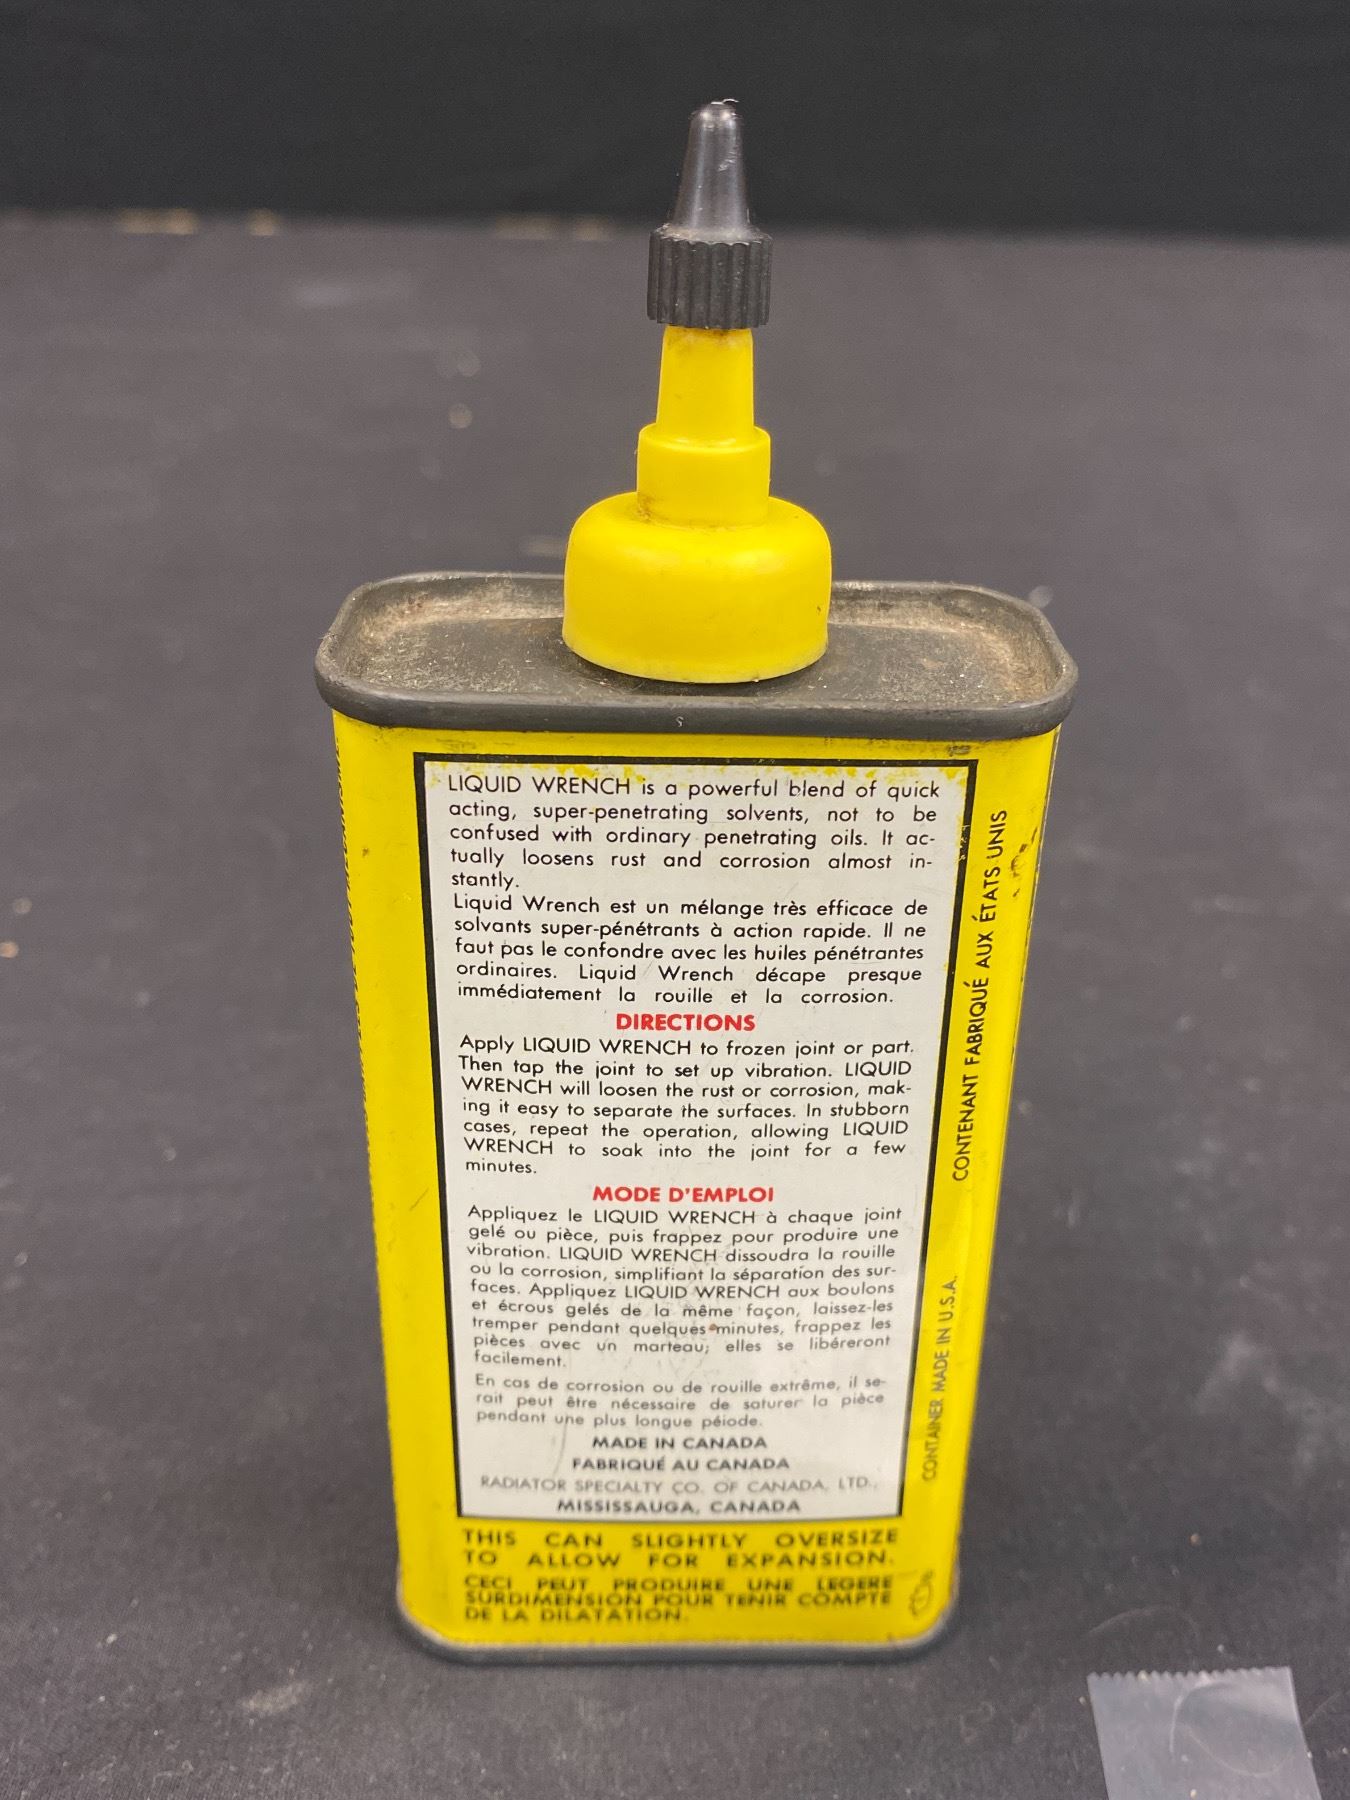 LIQUID WRENCH is a powerful blend of quick
acting, super-penetrating solvents, not to be
confused with ordinary penetrating oils. It ac-
tually loosens rust and corrosion almost in-
stantly.
Liquid Wrench est un mélange très efficace de
solvants super-pénétrants à action rapide. Il ne
faut pas le confondre avec les huiles pénétrantes
ordinaires. Liquid Wrench décape presque
immédiatement la rouille et la corrosion.
DIRECTIONS
Apply LIQUID WRENCH to frozen joint or part.
Then tap the joint to set up vibration. LIQUID
WRENCH will loosen the rust or corrosion, mak-
ing it easy to separate the surfaces. In stubborn
cases, repeat the operation, allowing LIQUID
WRENCH to soak into the joint for a few
minutes.
MODE D'EMPLOI
Appliquez le LIQUID WRENCH à chaque joint
gelé ou pièce, puis frappez pour produire une
vibration. LIQUID WRENCH dissoudra la rouille
ou la corrosion, simplifiant la séparation des sur-
faces. Appliquez LIQUID WRENCH aux boulons
et écrous gelés de la même façon, laissez-les
tremper pendant quelques minutes, frappez les
pièces avec un marteau; elles se libéreront
facilement.
En cas de corrosion ou de rouille extrême, il se-
rait peut être nécessaire de saturer la pièce
pendant une plus longue péiode.
MADE IN CANADA
FABRIQUÉ AU CANADA
RADIATOR SPECIALTY CO. OF CANADA, LTD.,
MISSISSAUGA, CANADA
THIS CAN SLIGHTLY OVERSIZE
TO ALLOW FOR EXPANSION.
CECI PEUT PRODUIRE UNE LEGERE
SURDIMENSION POUR TENIR COMPTE
DE LA DILATATION.
CONTAINER MADE IN U.S.A.
CONTENANT FABRIQUÉ AUX ÉTATS UNIS